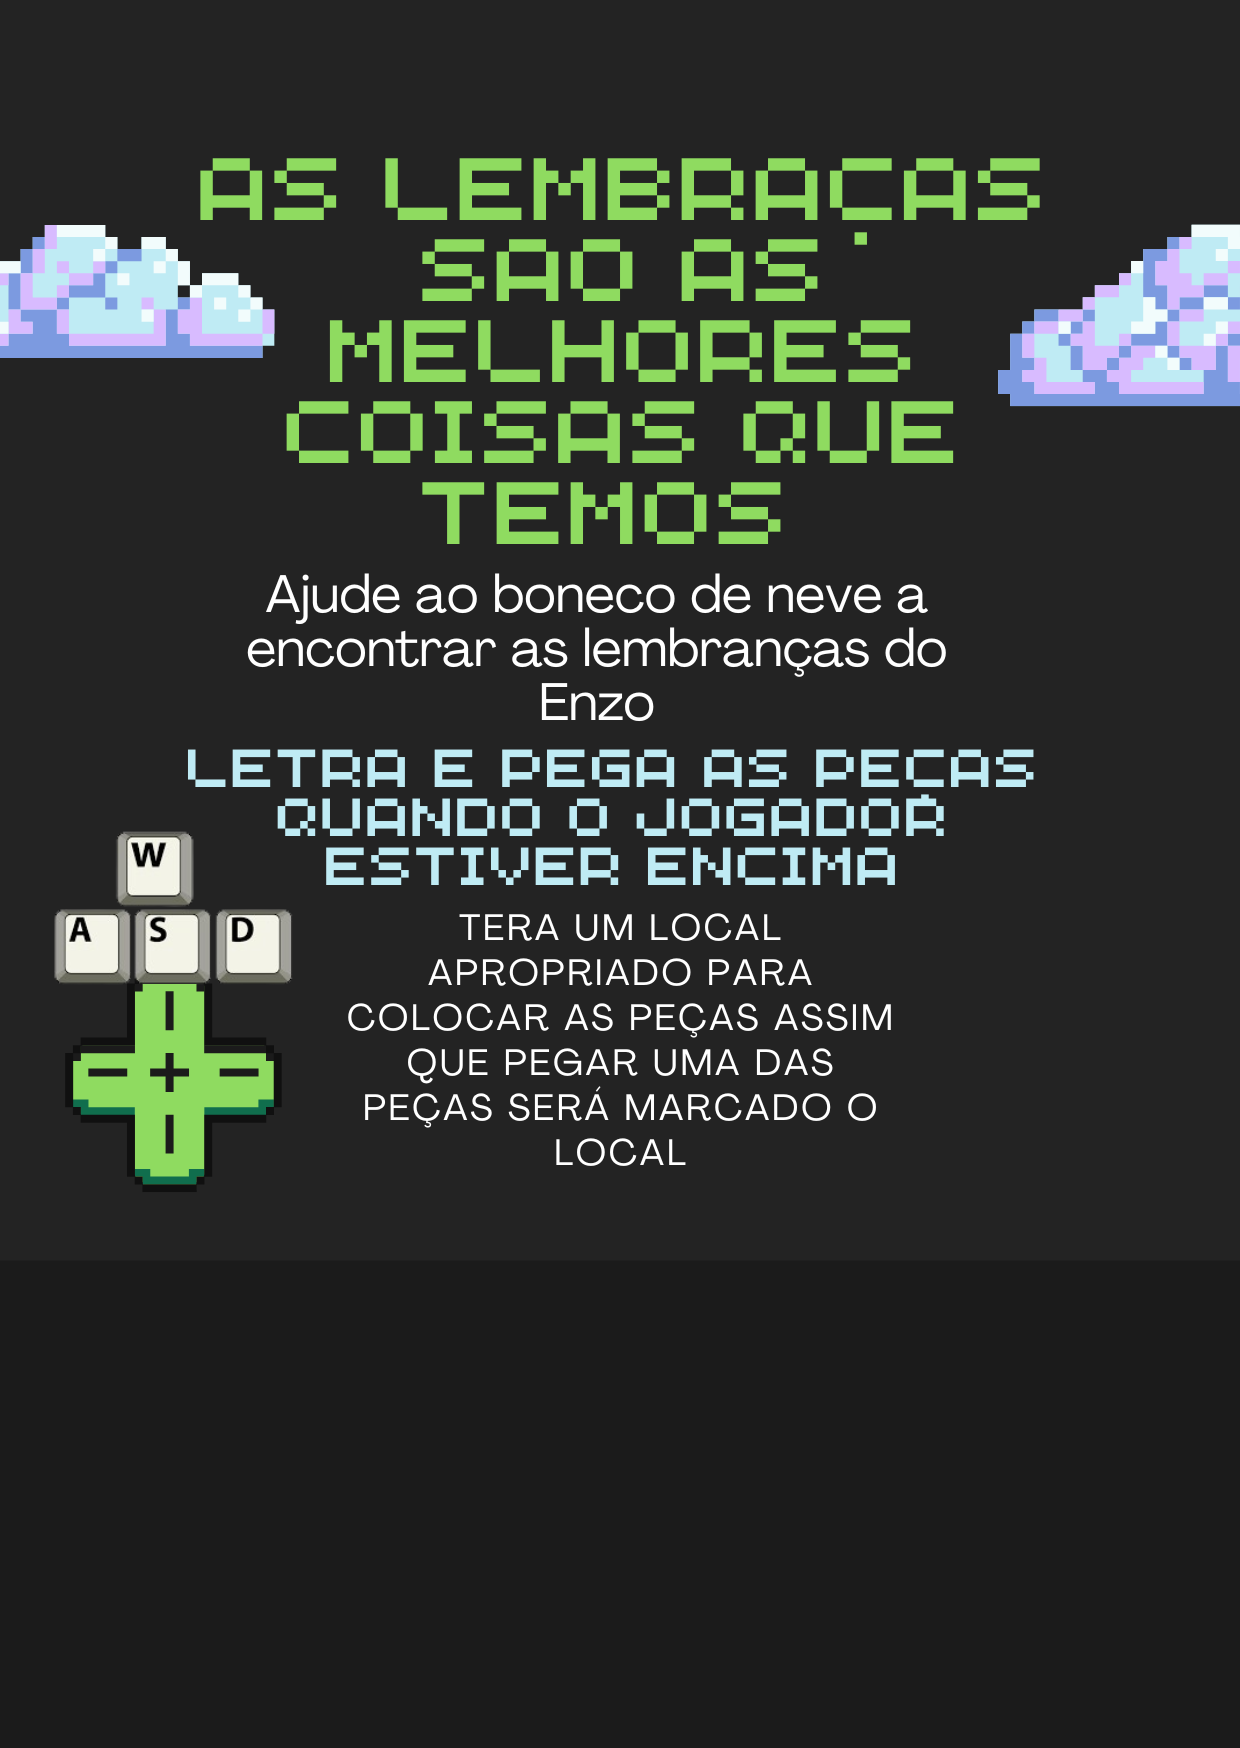 AS LEMBRAÇAS
SAO AS
MELHORES
COISAS QUE
TEMOS
Ajude ao boneco de neve a
encontrar as lembranças do
Enzo
LETRA E PEGA AS PEÇAS
QUANDO O JOGADOR
ESTIVER ENCIMA
W
A S D
TERA UM LOCAL
APROPRIADO PARA
COLOCAR AS PEÇAS ASSIM
QUE PEGAR UMA DAS
PEÇAS SERÁ MARCADO O
LOCAL